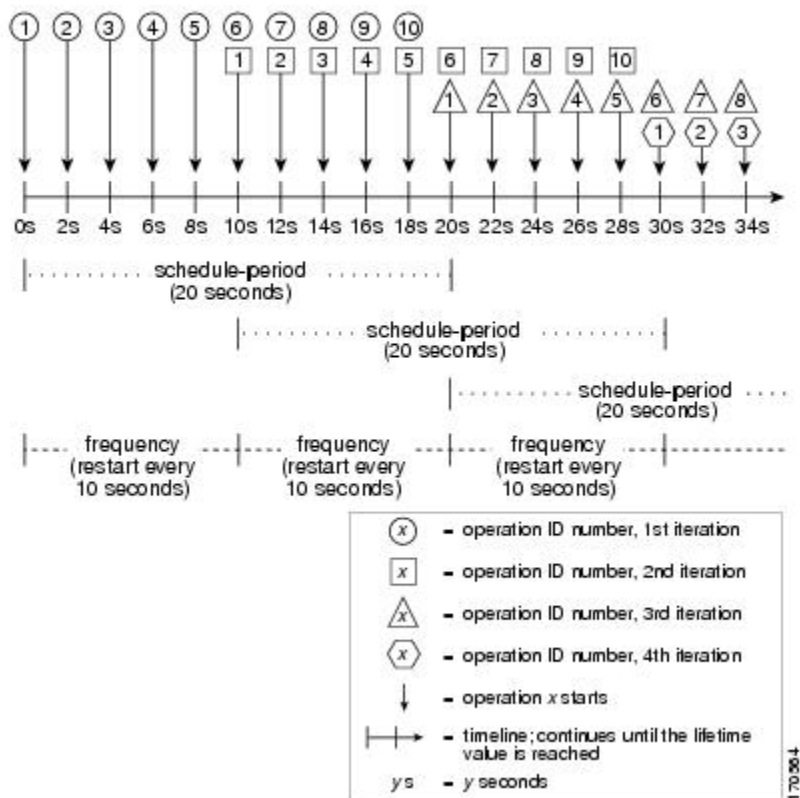 1 2 3 4 5 6 7 8 9 10
1 2 3 4 5 6 7 8 9 10
1 2 3 4 5 6 7 8
1 2 3
0s 2s 4s 6s 8s 10s 12s 14s 16s 18s 20s 22s 24s 26s 28s 30s 32s 34s
schedule-period
(20 seconds)
schedule-period
(20 seconds)
schedule-period
(20 seconds)
frequency
(restart every
10 seconds)
frequency
(restart every
10 seconds)
frequency
(restart every
10 seconds)
x - operation ID number, 1st iteration
x - operation ID number, 2nd iteration
x - operation ID number, 3rd iteration
x - operation ID number, 4th iteration
- operation x starts
- timeline; continues until the lifetime
value is reached
y s - y seconds
170564